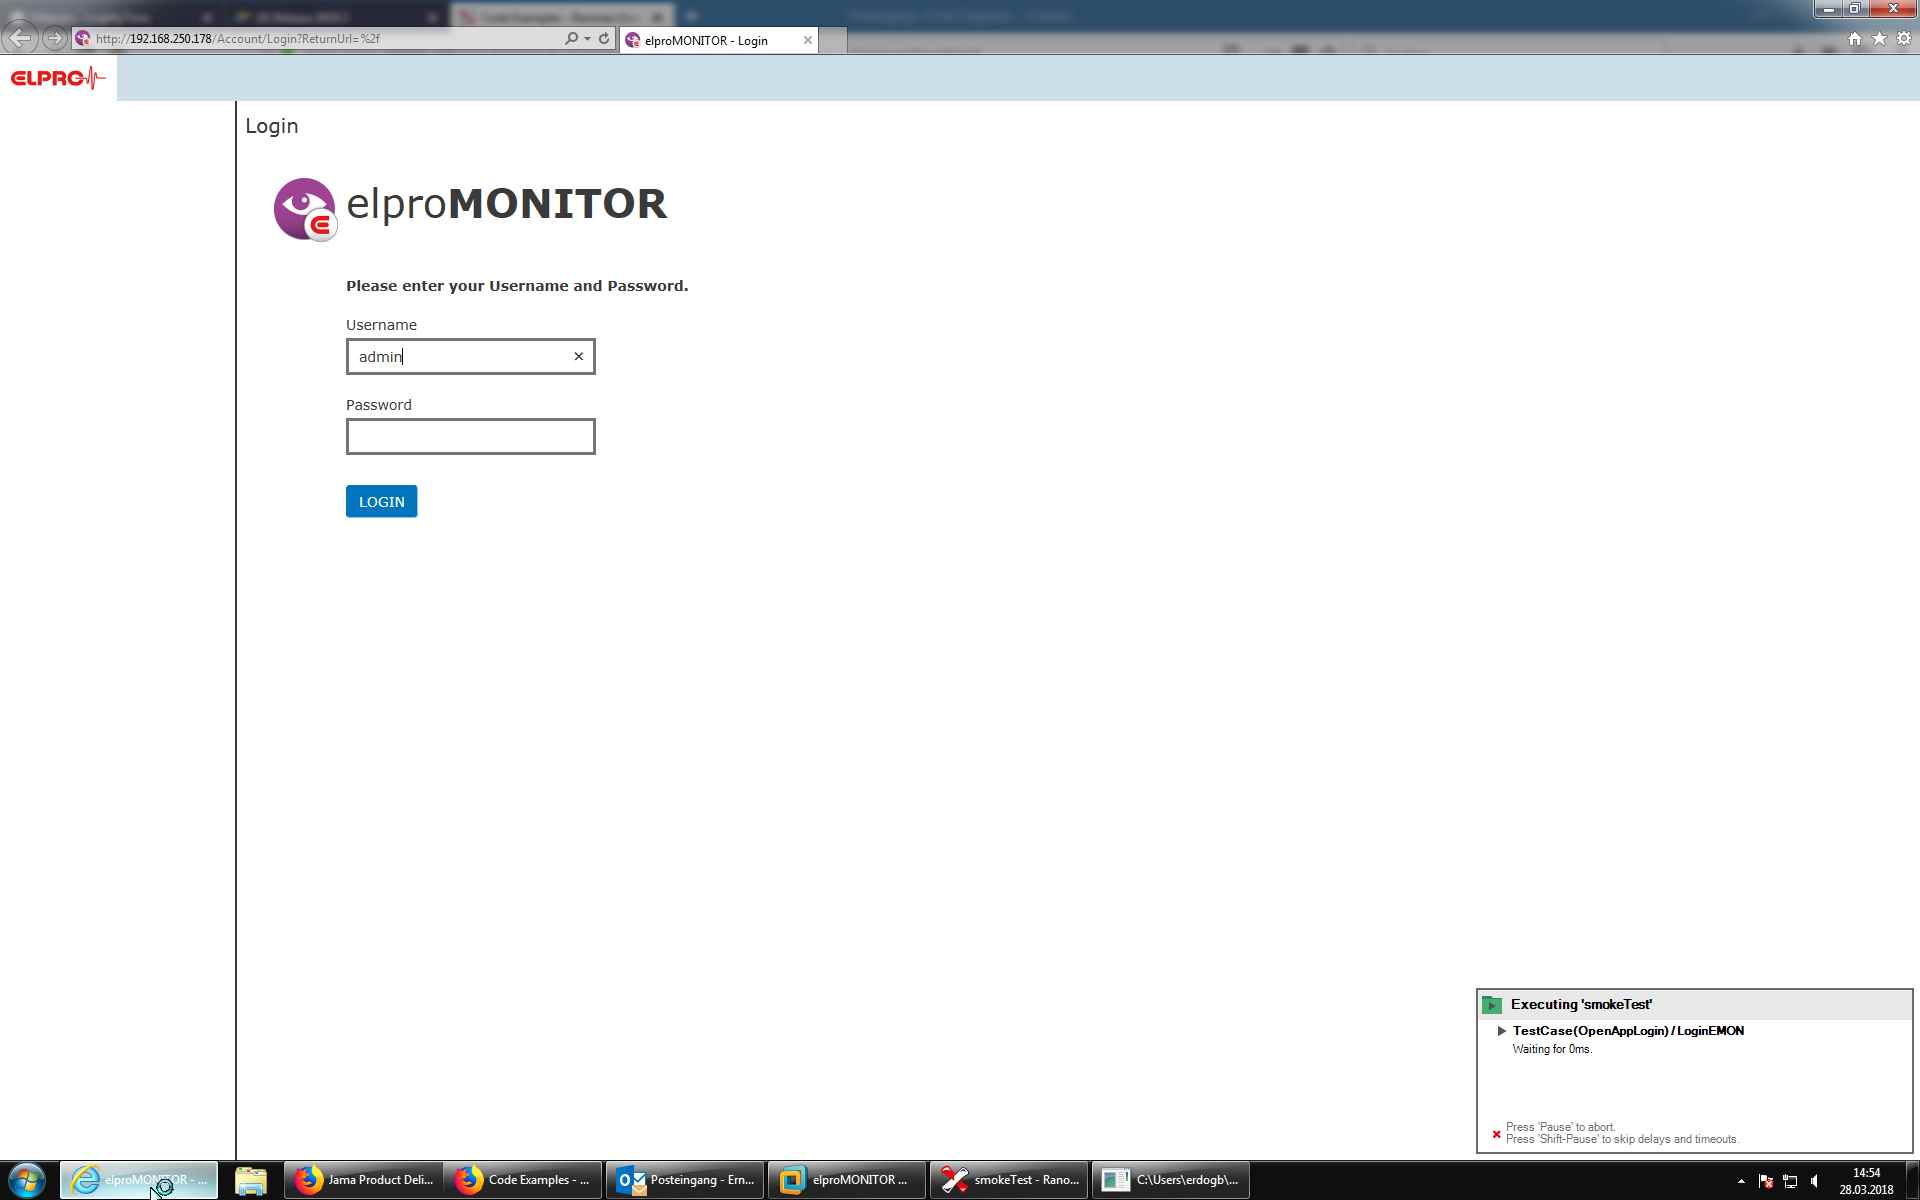 http://192.168.250.178/Account/Login?ReturnUrl=%2f
elproMONITOR - Login
ELPRO
Login
elproMONITOR
Please enter your Username and Password.
Username
admin
Password
LOGIN
Executing 'smokeTest'
TestCase(OpenAppLogin) / LoginEMON
Waiting for 0ms.
Press 'Pause' to abort.
Press 'Shift-Pause' to skip delays and timeouts.
elproMONITOR - ...
Jama Product Deli...
Code Examples - ...
Posteingang - Ern...
elproMONITOR ...
smokeTest - Rano...
C:\Users\erdogb\...
14:54
28.03.2018